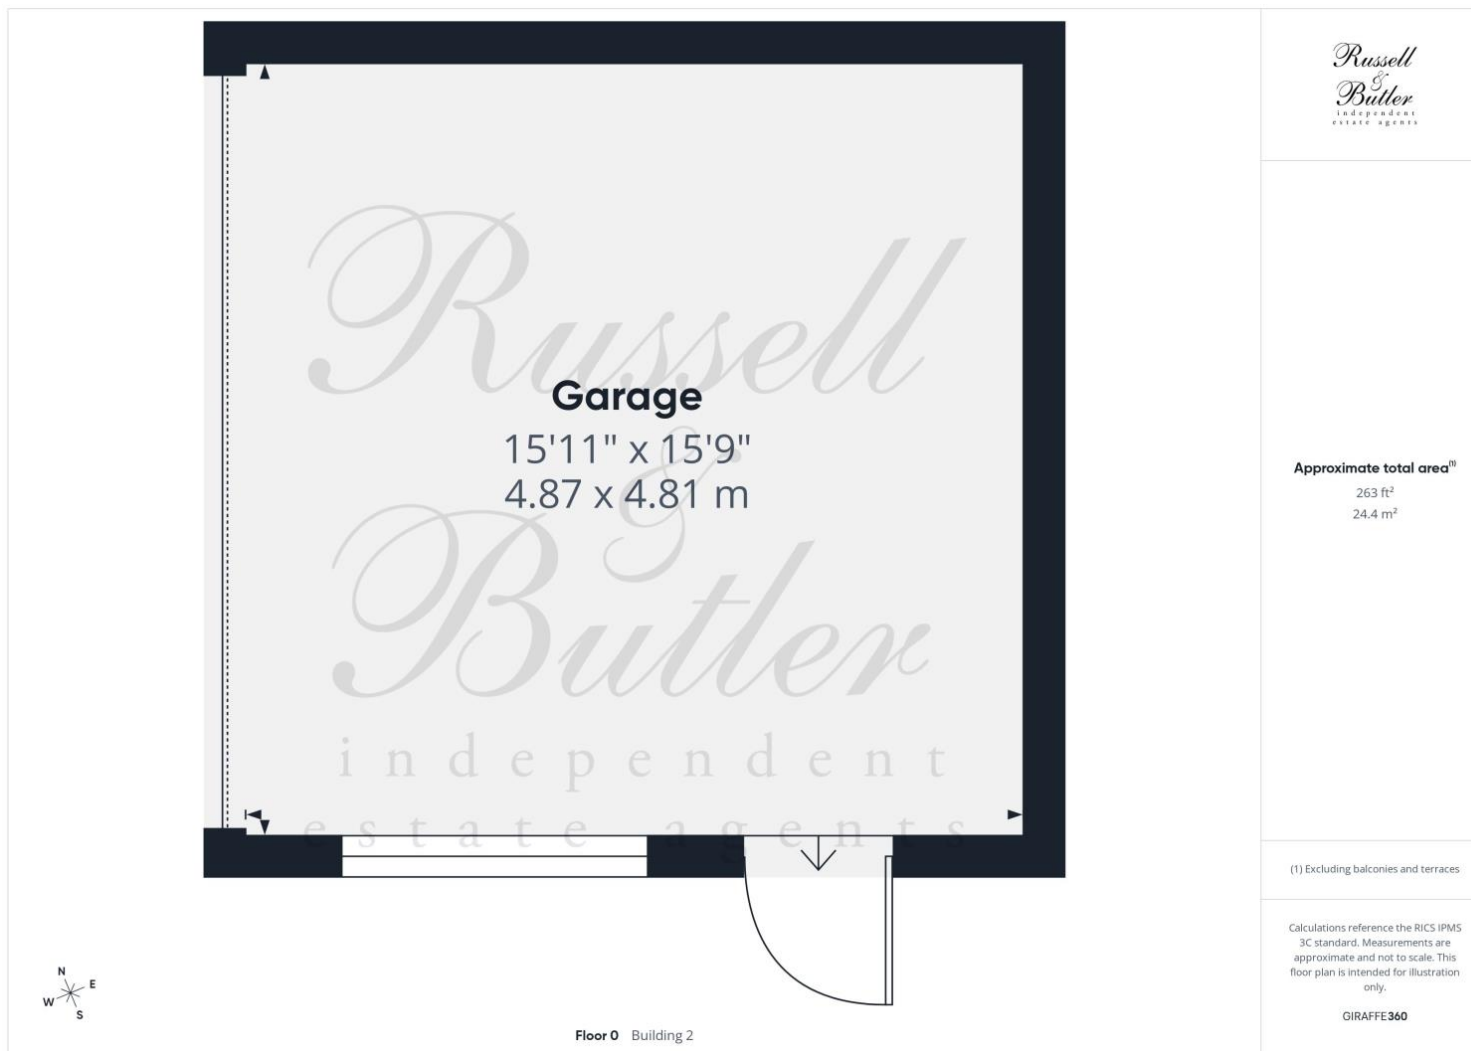 Russell
&
Butler
independent
estate agents
Garage
15'11" x 15'9"
4.87 x 4.81 m
Russell
&
Butler
independent
estate agents
Approximate total area(1)
263 ft²
24.4 m²
(1) Excluding balconies and terraces
Calculations reference the RICS IPMS
3C standard. Measurements are
approximate and not to scale. This
floor plan is intended for illustration
only.
GIRAFFE360
N
E
W
S
Floor 0 Building 2